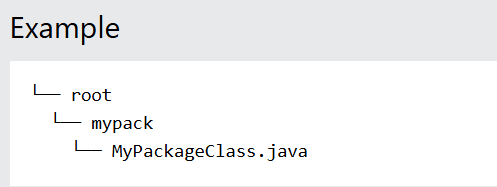 Example
└── root
└── mypack
└── MyPackageClass.java